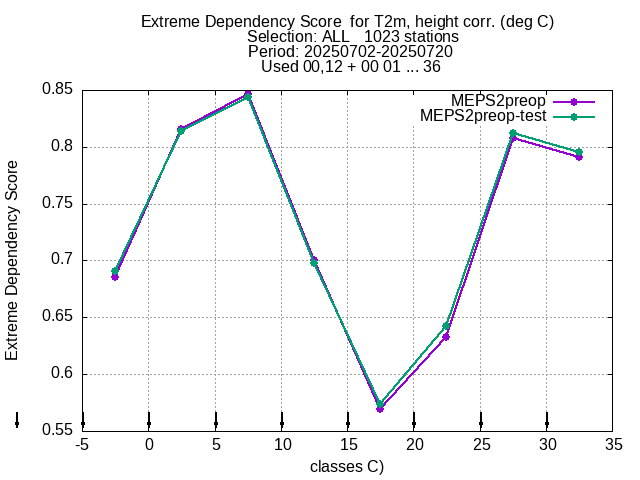 Extreme Dependency Score  for T2m, height corr. (deg C)
Selection: ALL   1023 stations
Period: 20250702-20250720
Used 00,12 + 00 01 ... 36
MEPS2preop
MEPS2preop-test
Extreme Dependency Score
0.85
0.8
0.75
0.7
0.65
0.6
0.55
-5 0 5 10 15 20 25 30 35
classes C)